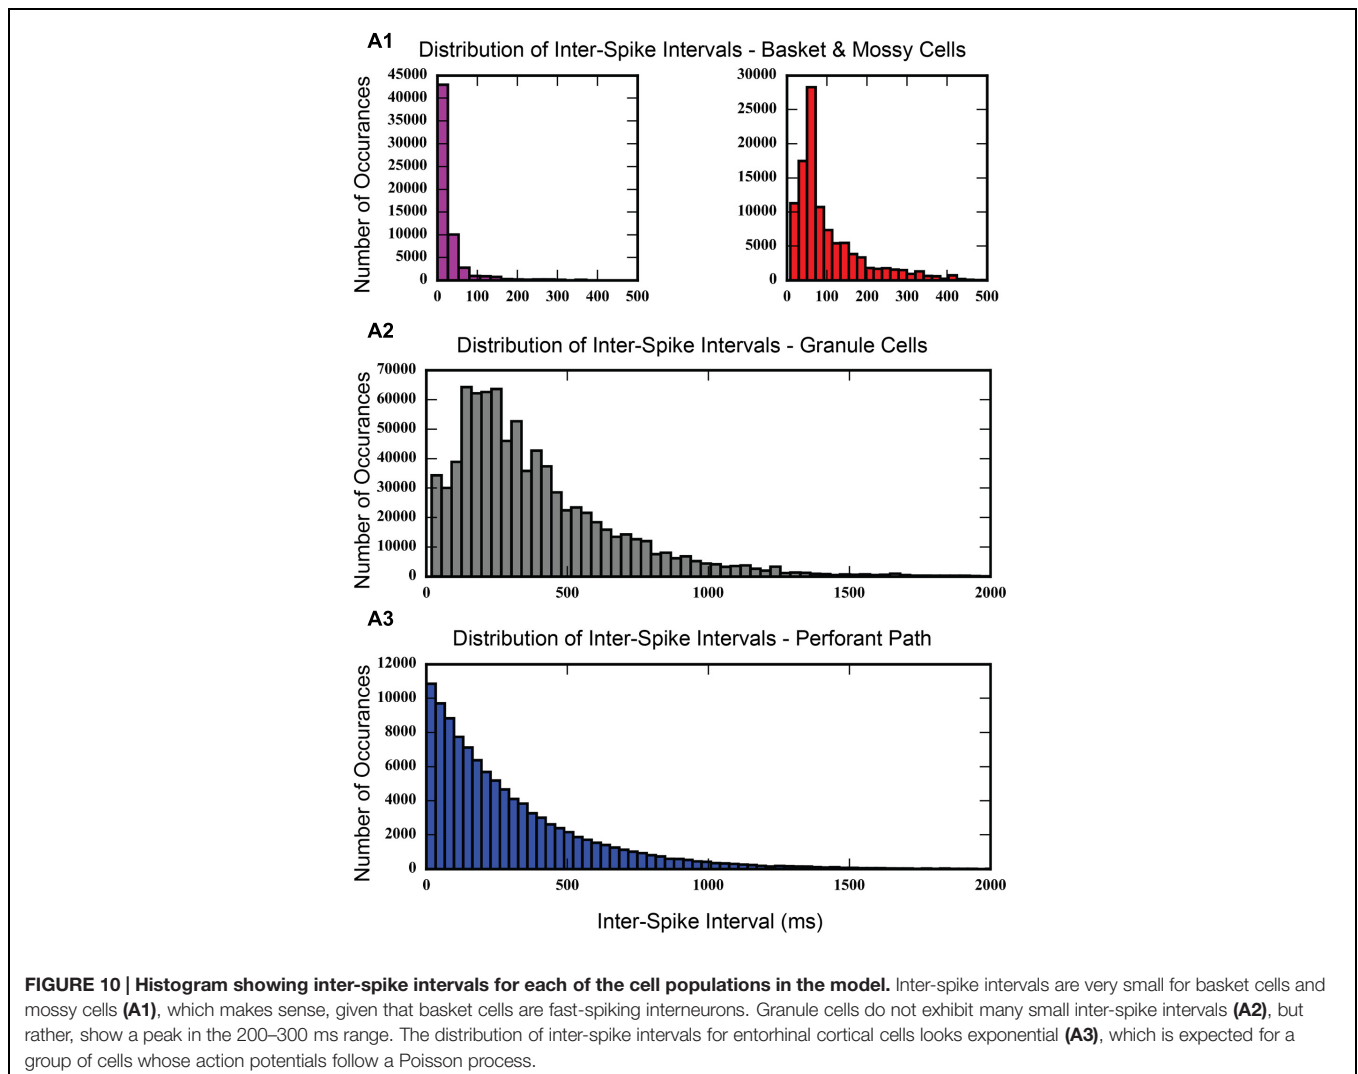 A1
Distribution of Inter-Spike Intervals - Basket & Mossy Cells
Number of Occurances
45000
40000
35000
30000
25000
20000
15000
10000
5000
0
0 100 200 300 400 500
30000
25000
20000
15000
10000
5000
0
0 100 200 300 400 500
A2
Distribution of Inter-Spike Intervals - Granule Cells
Number of Occurances
70000
60000
50000
40000
30000
20000
10000
0
0 500 1000 1500 2000
A3
Distribution of Inter-Spike Intervals - Perforant Path
Number of Occurances
12000
10000
8000
6000
4000
2000
0
0 500 1000 1500 2000
Inter-Spike Interval (ms)
FIGURE 10 | Histogram showing inter-spike intervals for each of the cell populations in the model. Inter-spike intervals are very small for basket cells and
mossy cells (A1), which makes sense, given that basket cells are fast-spiking interneurons. Granule cells do not exhibit many small inter-spike intervals (A2), but
rather, show a peak in the 200–300 ms range. The distribution of inter-spike intervals for entorhinal cortical cells looks exponential (A3), which is expected for a
group of cells whose action potentials follow a Poisson process.